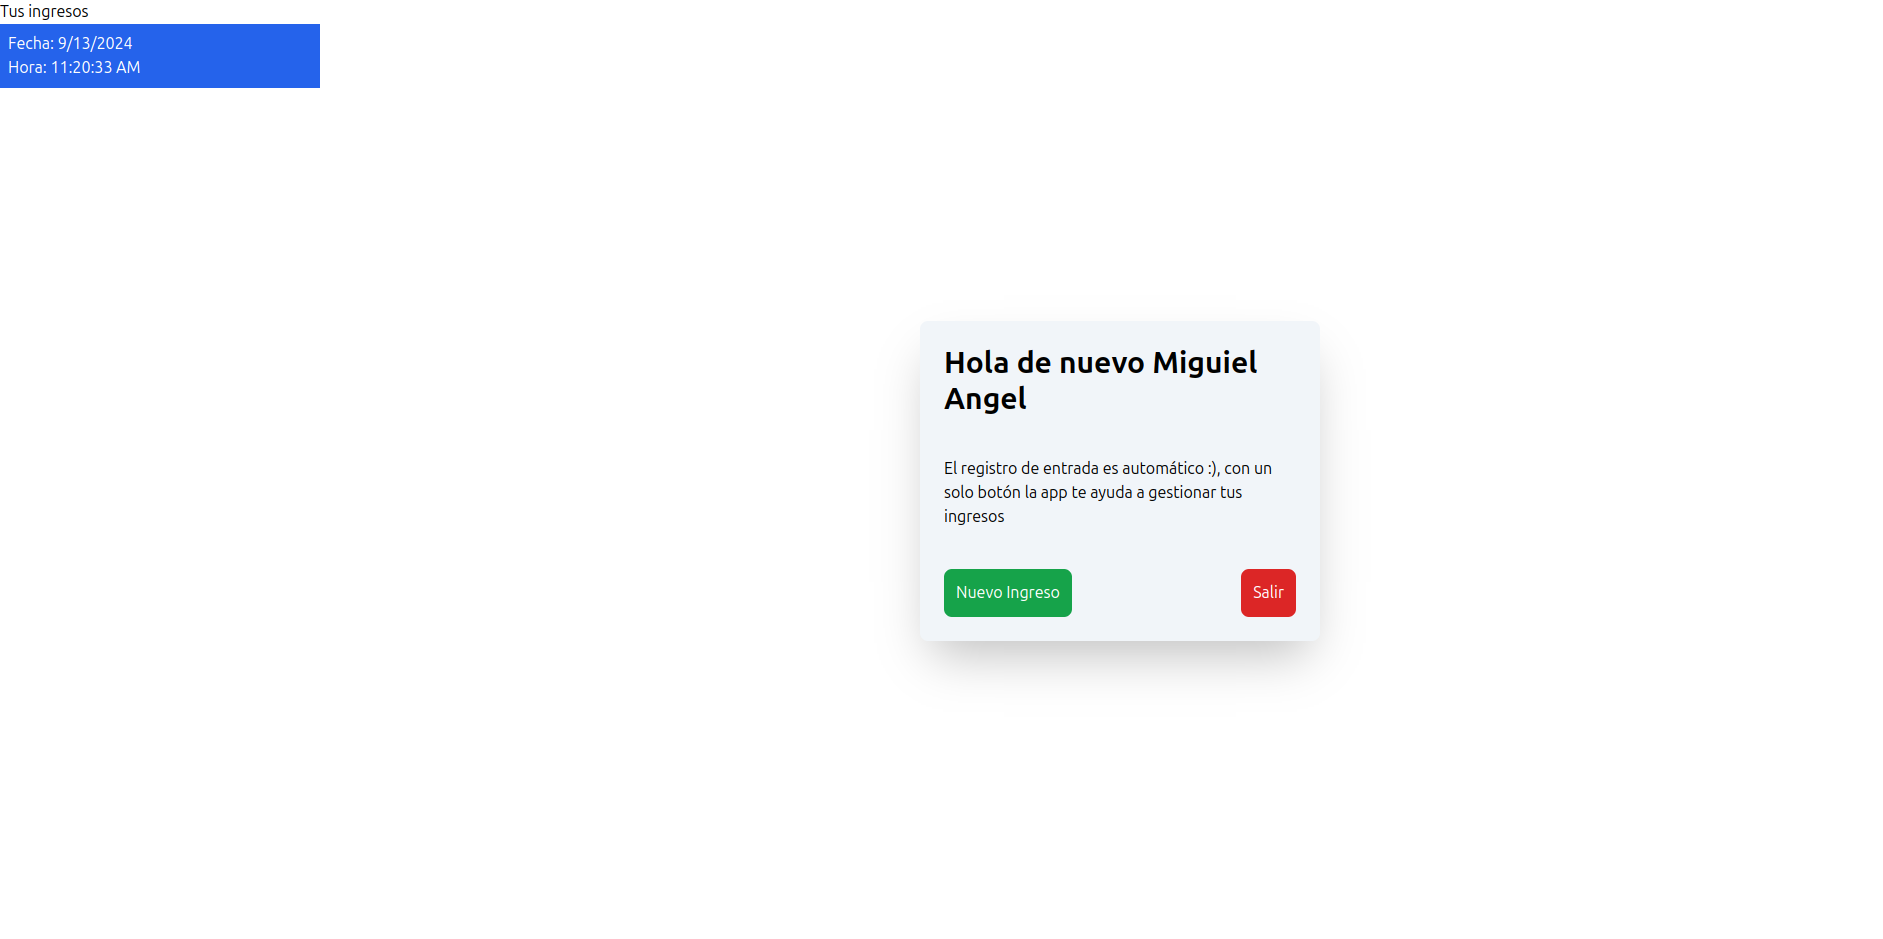 Tus ingresos
Fecha: 9/13/2024
Hora: 11:20:33 AM
Hola de nuevo Miguiel
Angel
El registro de entrada es automático :), con un
solo botón la app te ayuda a gestionar tus
ingresos
Nuevo Ingreso
Salir